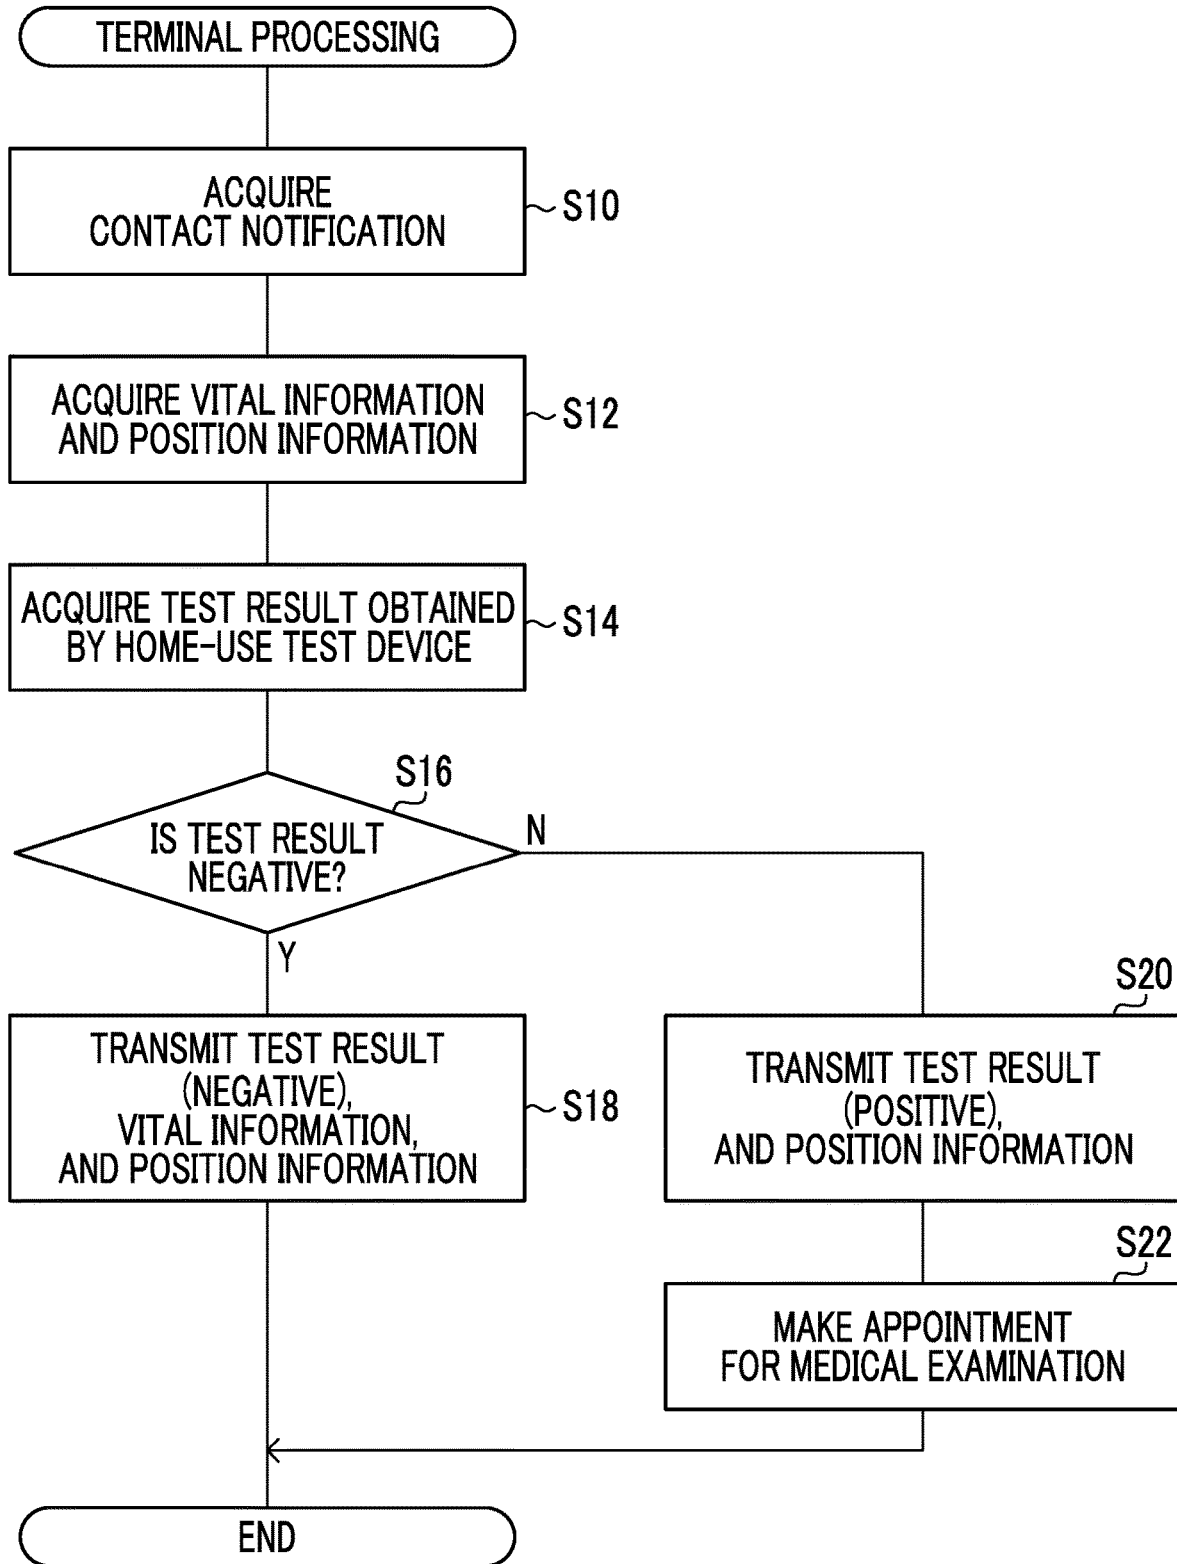 TERMINAL PROCESSING
ACQUIRE
CONTACT NOTIFICATION
S10
ACQUIRE VITAL INFORMATION
AND POSITION INFORMATION
S12
ACQUIRE TEST RESULT OBTAINED
BY HOME-USE TEST DEVICE
S14
S16
IS TEST RESULT
NEGATIVE?
N
Y
TRANSMIT TEST RESULT
(NEGATIVE),
VITAL INFORMATION,
AND POSITION INFORMATION
S18
S20
TRANSMIT TEST RESULT
(POSITIVE),
AND POSITION INFORMATION
S22
MAKE APPOINTMENT
FOR MEDICAL EXAMINATION
END